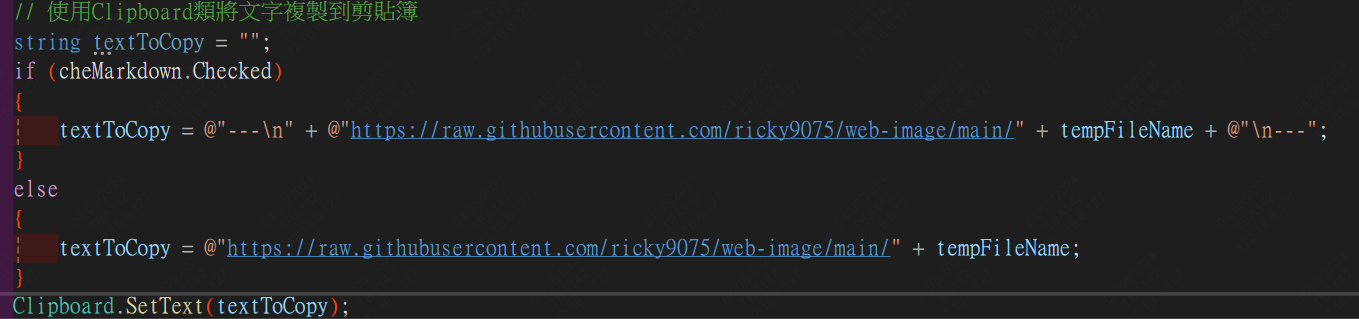 // 使用Clipboard類將文字複製到剪貼簿
string textToCopy = "";
if (cheMarkdown.Checked)
{
textToCopy = @"---\n" + @"https://raw.githubusercontent.com/ricky9075/web-image/main/" + tempFileName + @"\n---";
}
else
{
textToCopy = @"https://raw.githubusercontent.com/ricky9075/web-image/main/" + tempFileName;
}
Clipboard.SetText(textToCopy);